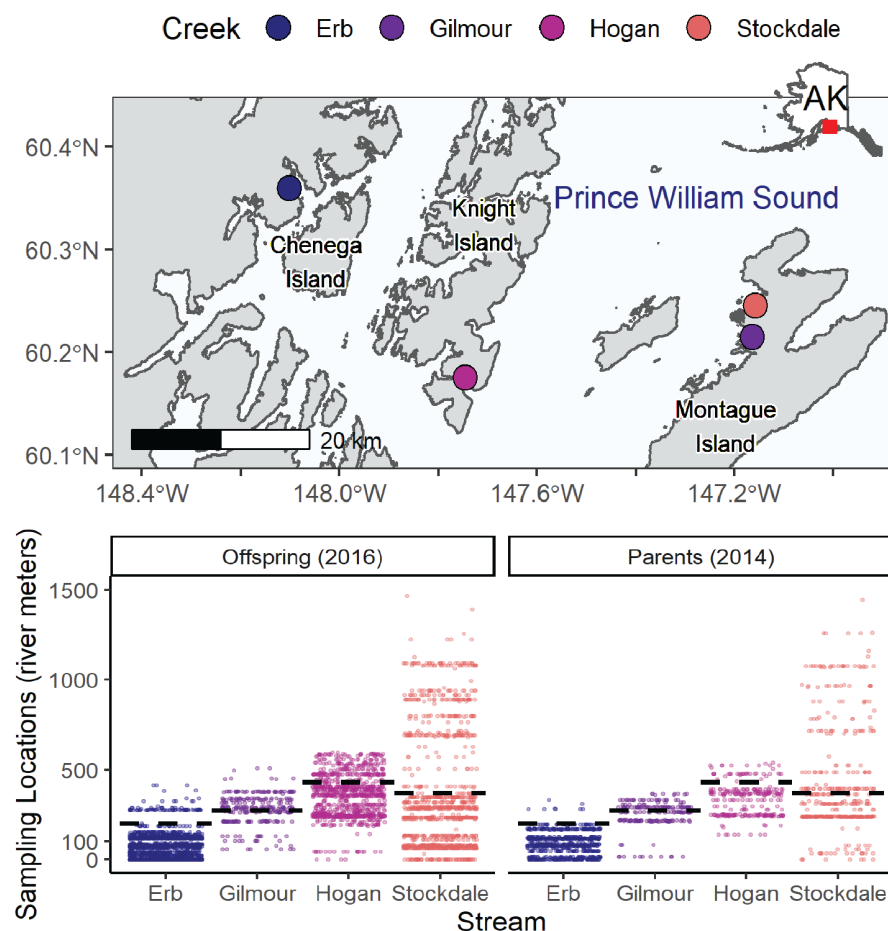 Creek Erb Gilmour Hogan Stockdale
AK
60.4°N
60.3°N
60.2°N
60.1°N
Prince William Sound
Knight
Island
Chenega
Island
Montague
Island
20 km
148.4°W 148.0°W 147.6°W 147.2°W
Sampling Locations (river meters)
Offspring (2016) Parents (2014)
1500
1000
500
100
0
Erb Gilmour Hogan Stockdale Erb Gilmour Hogan Stockdale
Stream